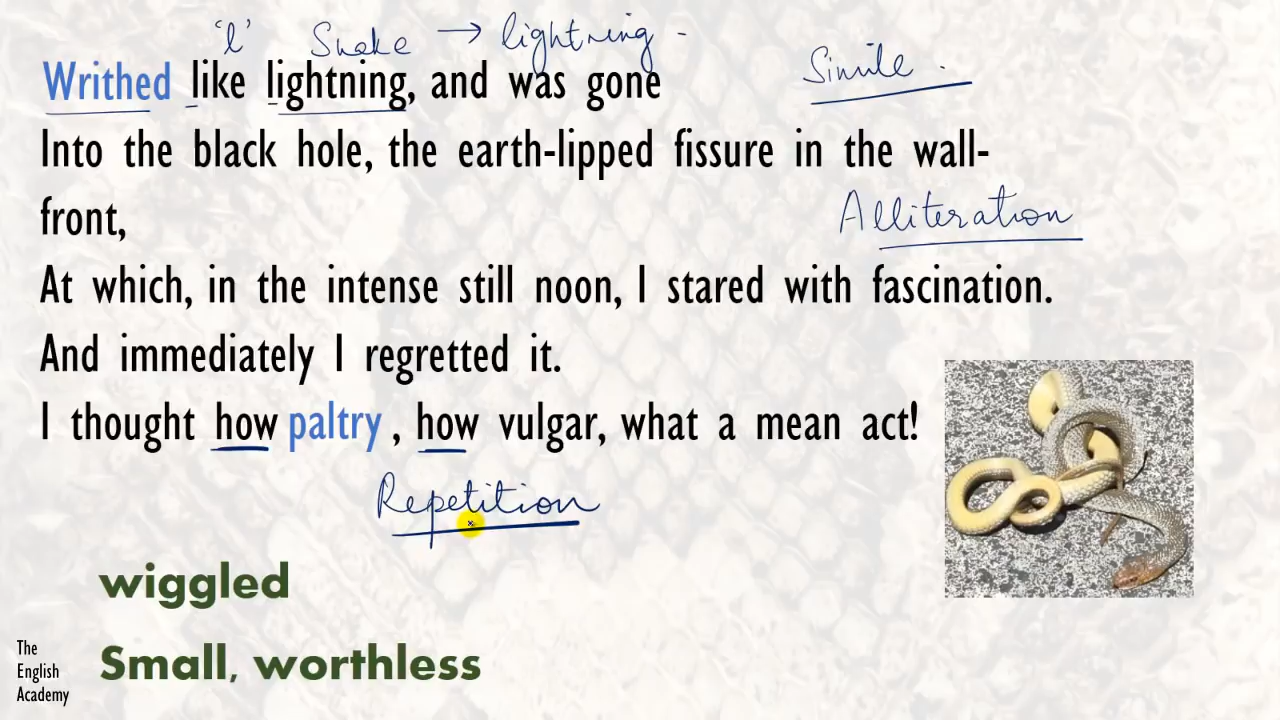 'l' Snake → lightning -
Writhed like lightning, and was gone
Simile .
Into the black hole, the earth-lipped fissure in the wall-
front,
Alliteration
At which, in the intense still noon, I stared with fascination.
And immediately I regretted it.
I thought how paltry , how vulgar, what a mean act!
Repetition
wiggled
Small, worthless
The
English
Academy